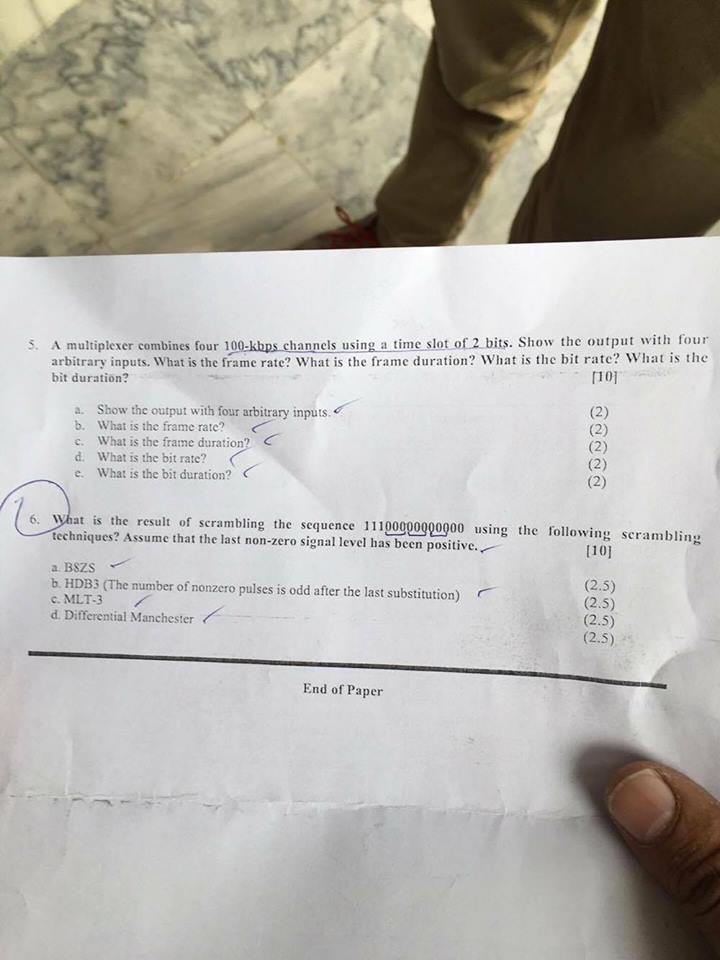 5. A multiplexer combines four 100-kbps channels using a time slot of 2 bits. Show the output with four
arbitrary inputs. What is the frame rate? What is the frame duration? What is the bit rate? What is the
bit duration? [10]
a. Show the output with four arbitrary inputs. (2)
b. What is the frame rate? (2)
c. What is the frame duration? (2)
d. What is the bit rate? (2)
e. What is the bit duration? (2)
6. What is the result of scrambling the sequence 11100000000000 using the following scrambling
techniques? Assume that the last non-zero signal level has been positive. [10]
a. B8ZS (2.5)
b. HDB3 (The number of nonzero pulses is odd after the last substitution) (2.5)
c. MLT-3 (2.5)
d. Differential Manchester (2.5)
End of Paper